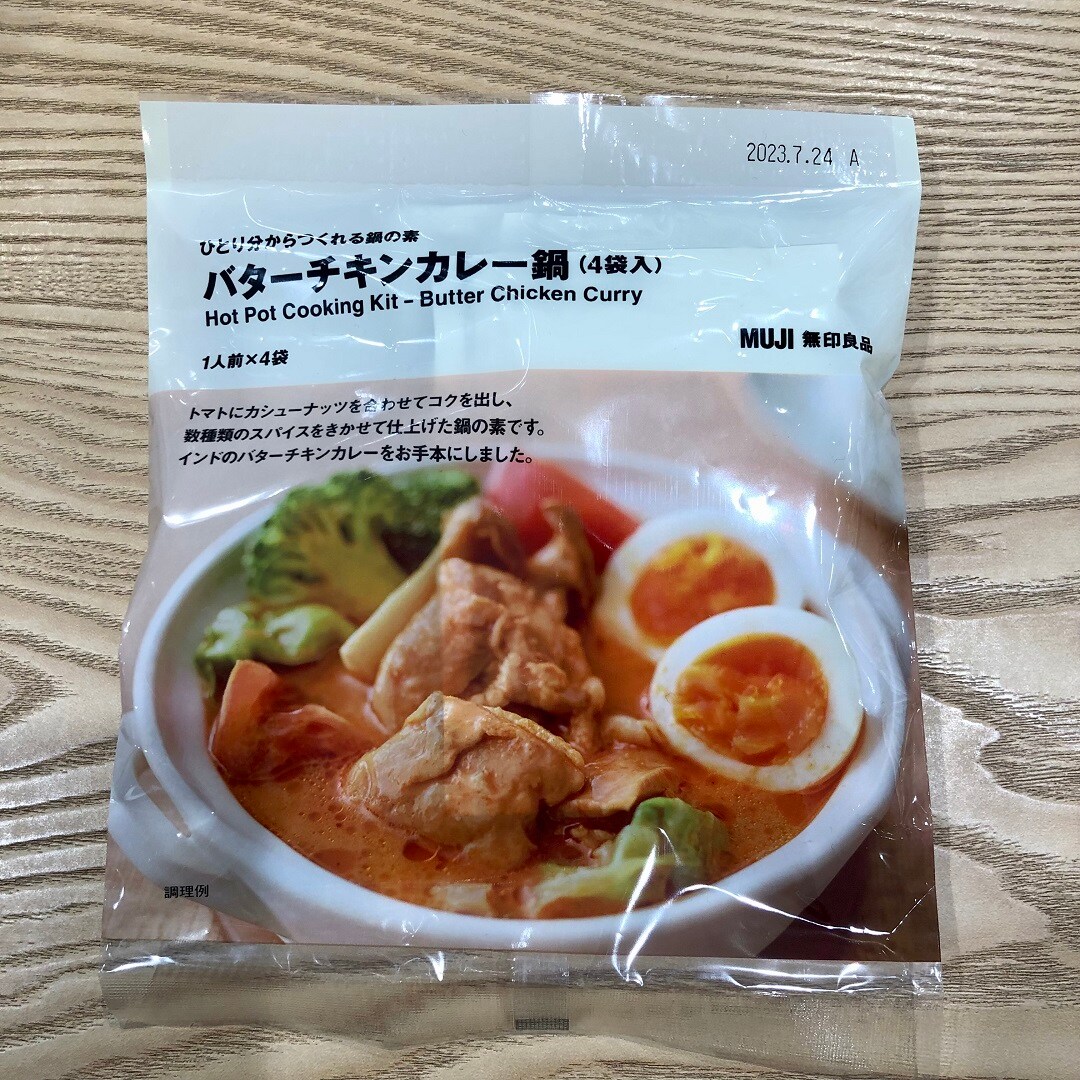 2023.7.24 A
ひとり分からつくれる鍋の素
バターチキンカレー鍋(4袋入)
Hot Pot Cooking Kit - Butter Chicken Curry
MUJI 無印良品
1人前×4袋
トマトにカシューナッツを合わせてコクを出し、
数種類のスパイスをきかせて仕上げた鍋の素です。
インドのバターチキンカレーをお手本にしました。
調理例